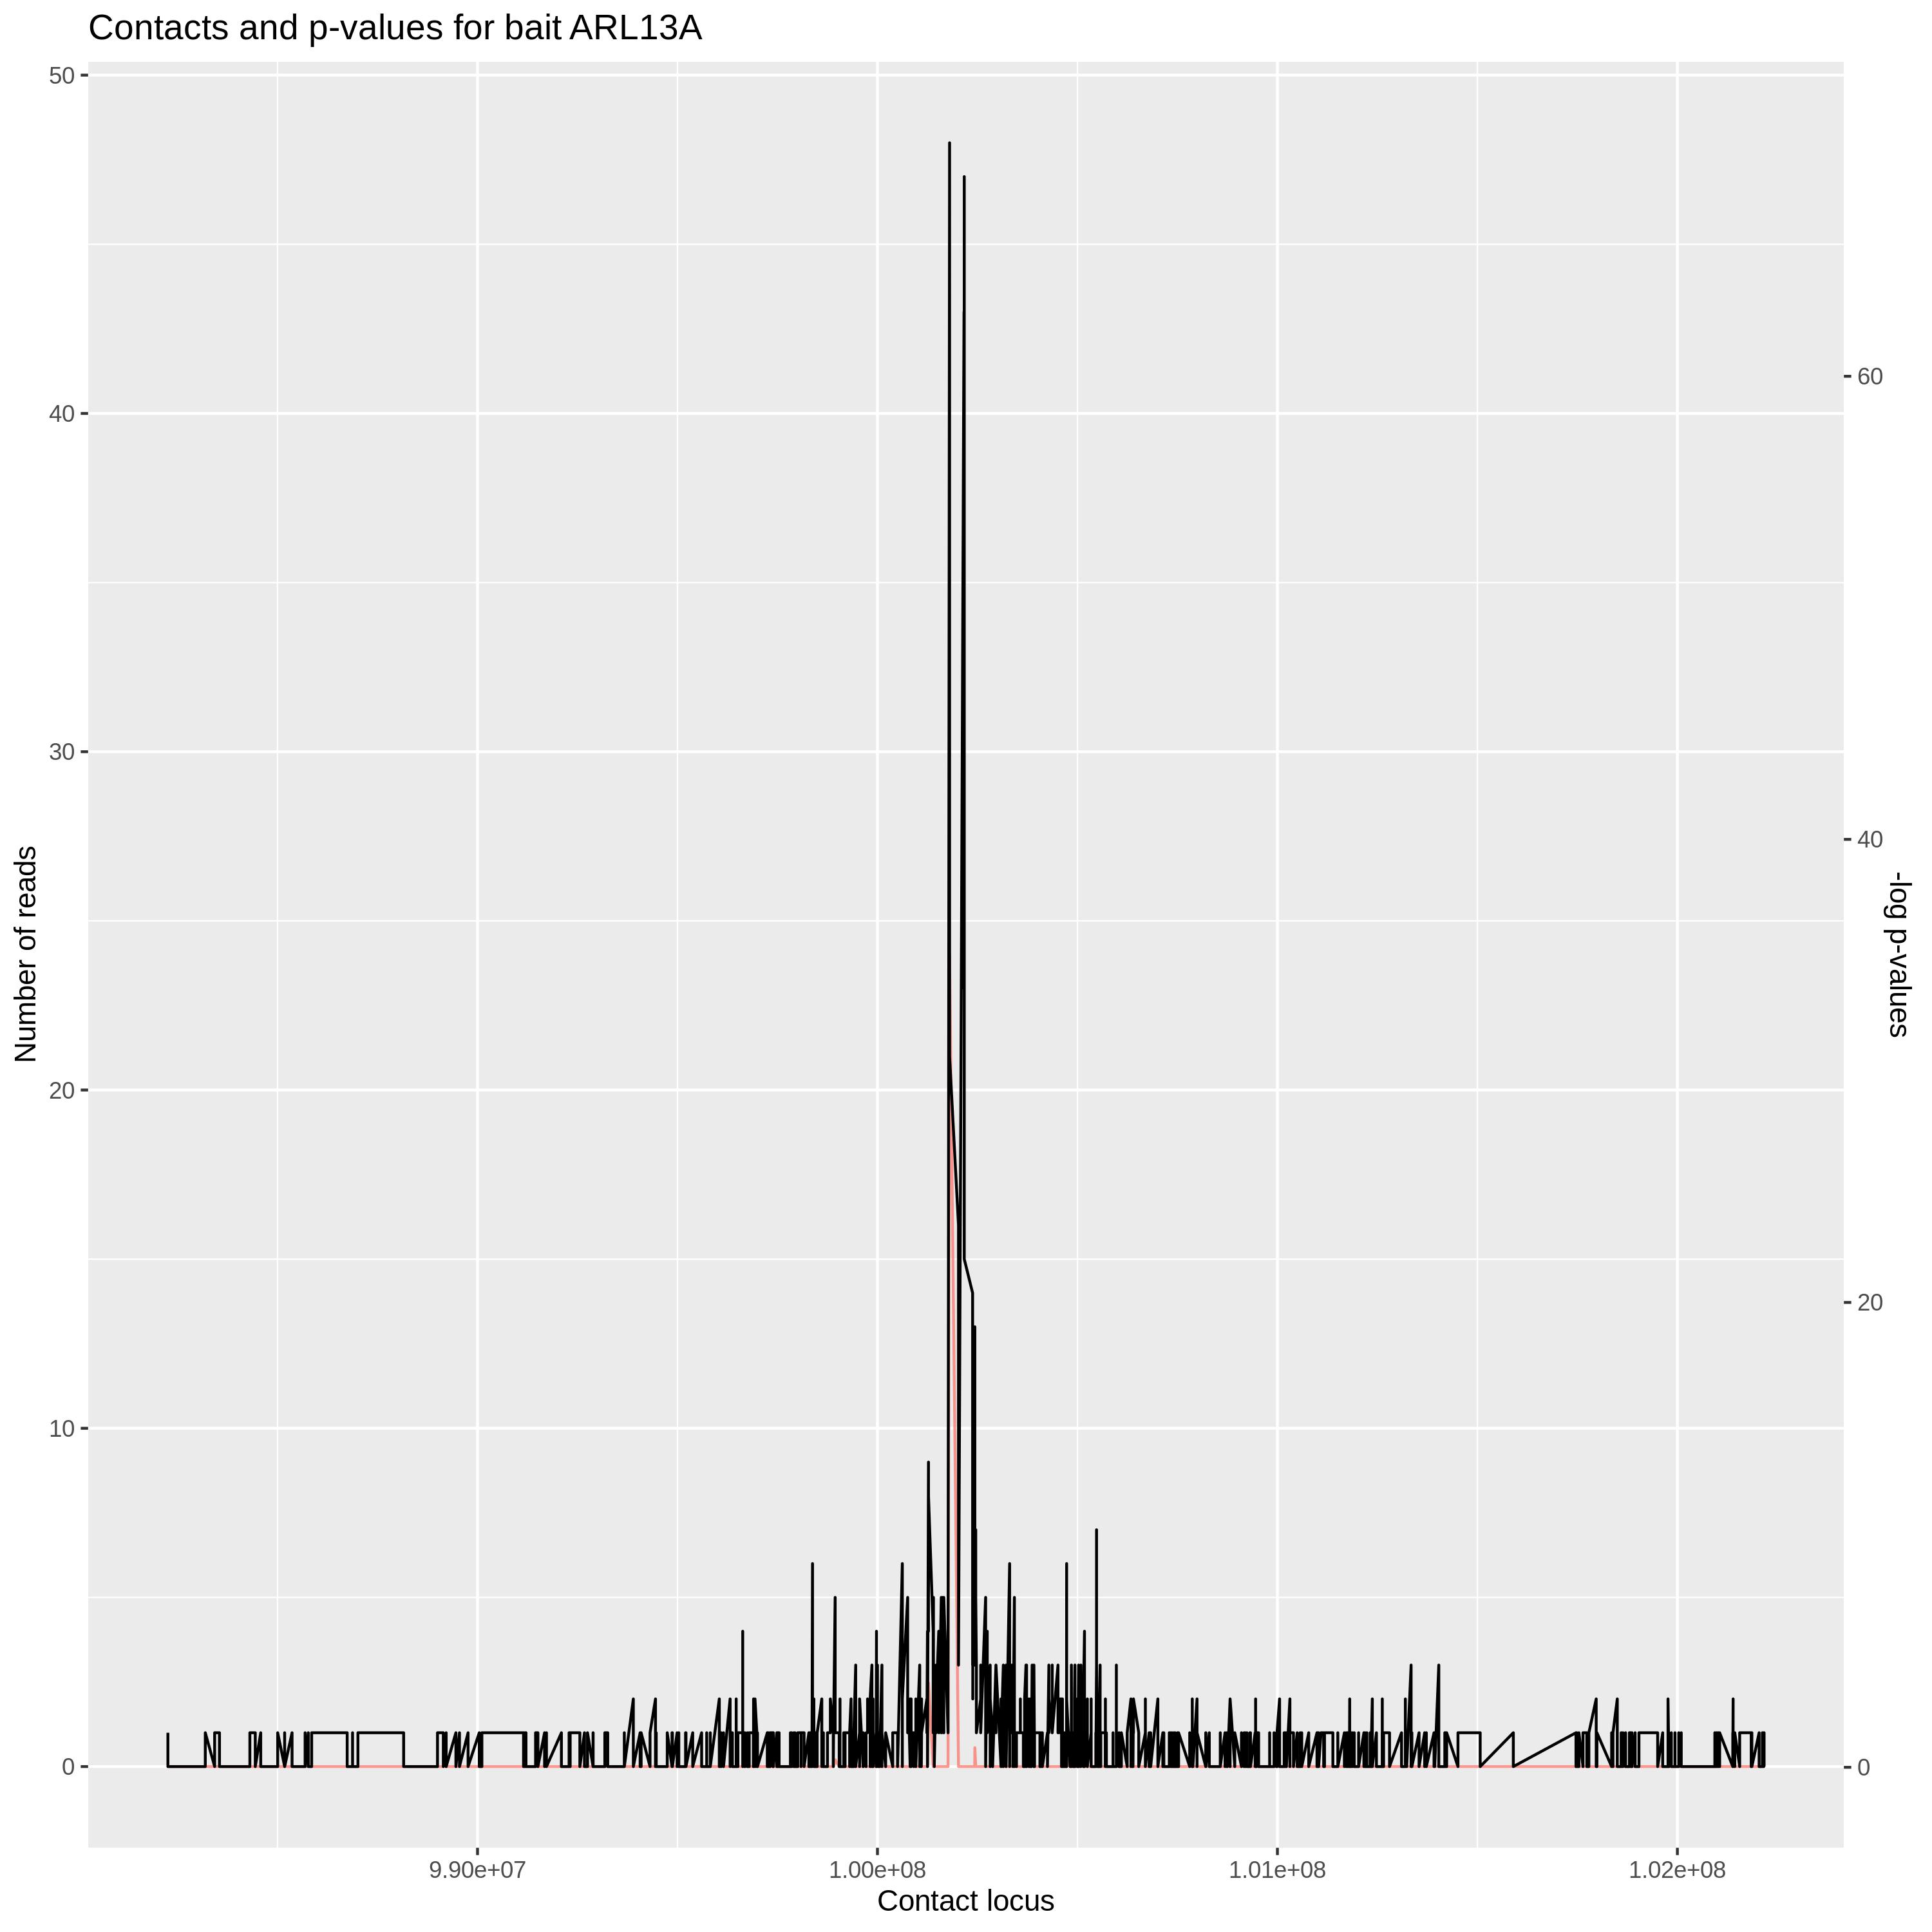 Contacts and p-values for bait ARL13A
50
40
30
20
10
0
Number of reads
60
40
20
0
-log p-values
9.90e+07
1.00e+08
1.01e+08
1.02e+08
Contact locus